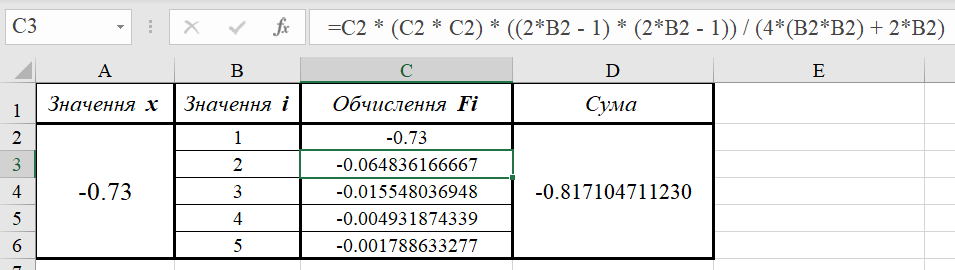 C3 fx =C2 * (C2 * C2) * ((2*B2 - 1) * (2*B2 - 1)) / (4*(B2*B2) + 2*B2)
A B C D E
1 Значення x Значення i Обчислення Fi Сума
2 1 -0.73
3 2 -0.064836166667
4 -0.73 3 -0.015548036948 -0.817104711230
5 4 -0.004931874339
6 5 -0.001788633277
7